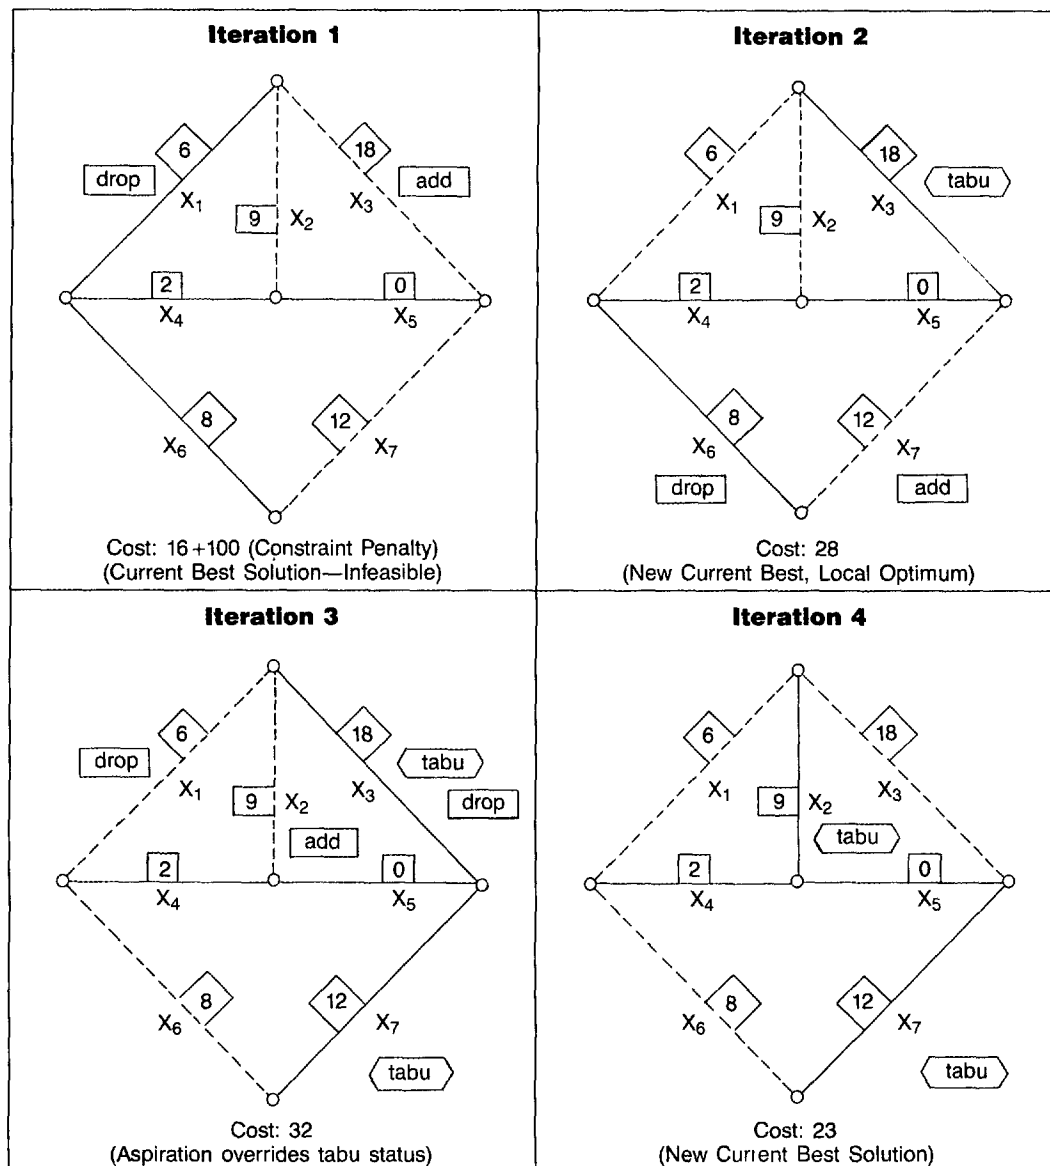 Iteration 1
6
18
drop
add
X1
9
X2
X3
2
0
X4
X5
8
12
X6
X7
Cost: 16+100 (Constraint Penalty)
(Current Best Solution—Infeasible)
Iteration 2
6
18
tabu
X1
9
X2
X3
2
0
X4
X5
8
12
X6
X7
drop
add
Cost: 28
(New Current Best, Local Optimum)
Iteration 3
6
18
drop
tabu
X1
9
X2
X3
drop
add
2
0
X4
X5
8
12
X6
X7
tabu
Cost: 32
(Aspiration overrides tabu status)
Iteration 4
6
18
X1
9
X2
X3
tabu
2
0
X4
X5
8
12
X6
X7
tabu
Cost: 23
(New Current Best Solution)